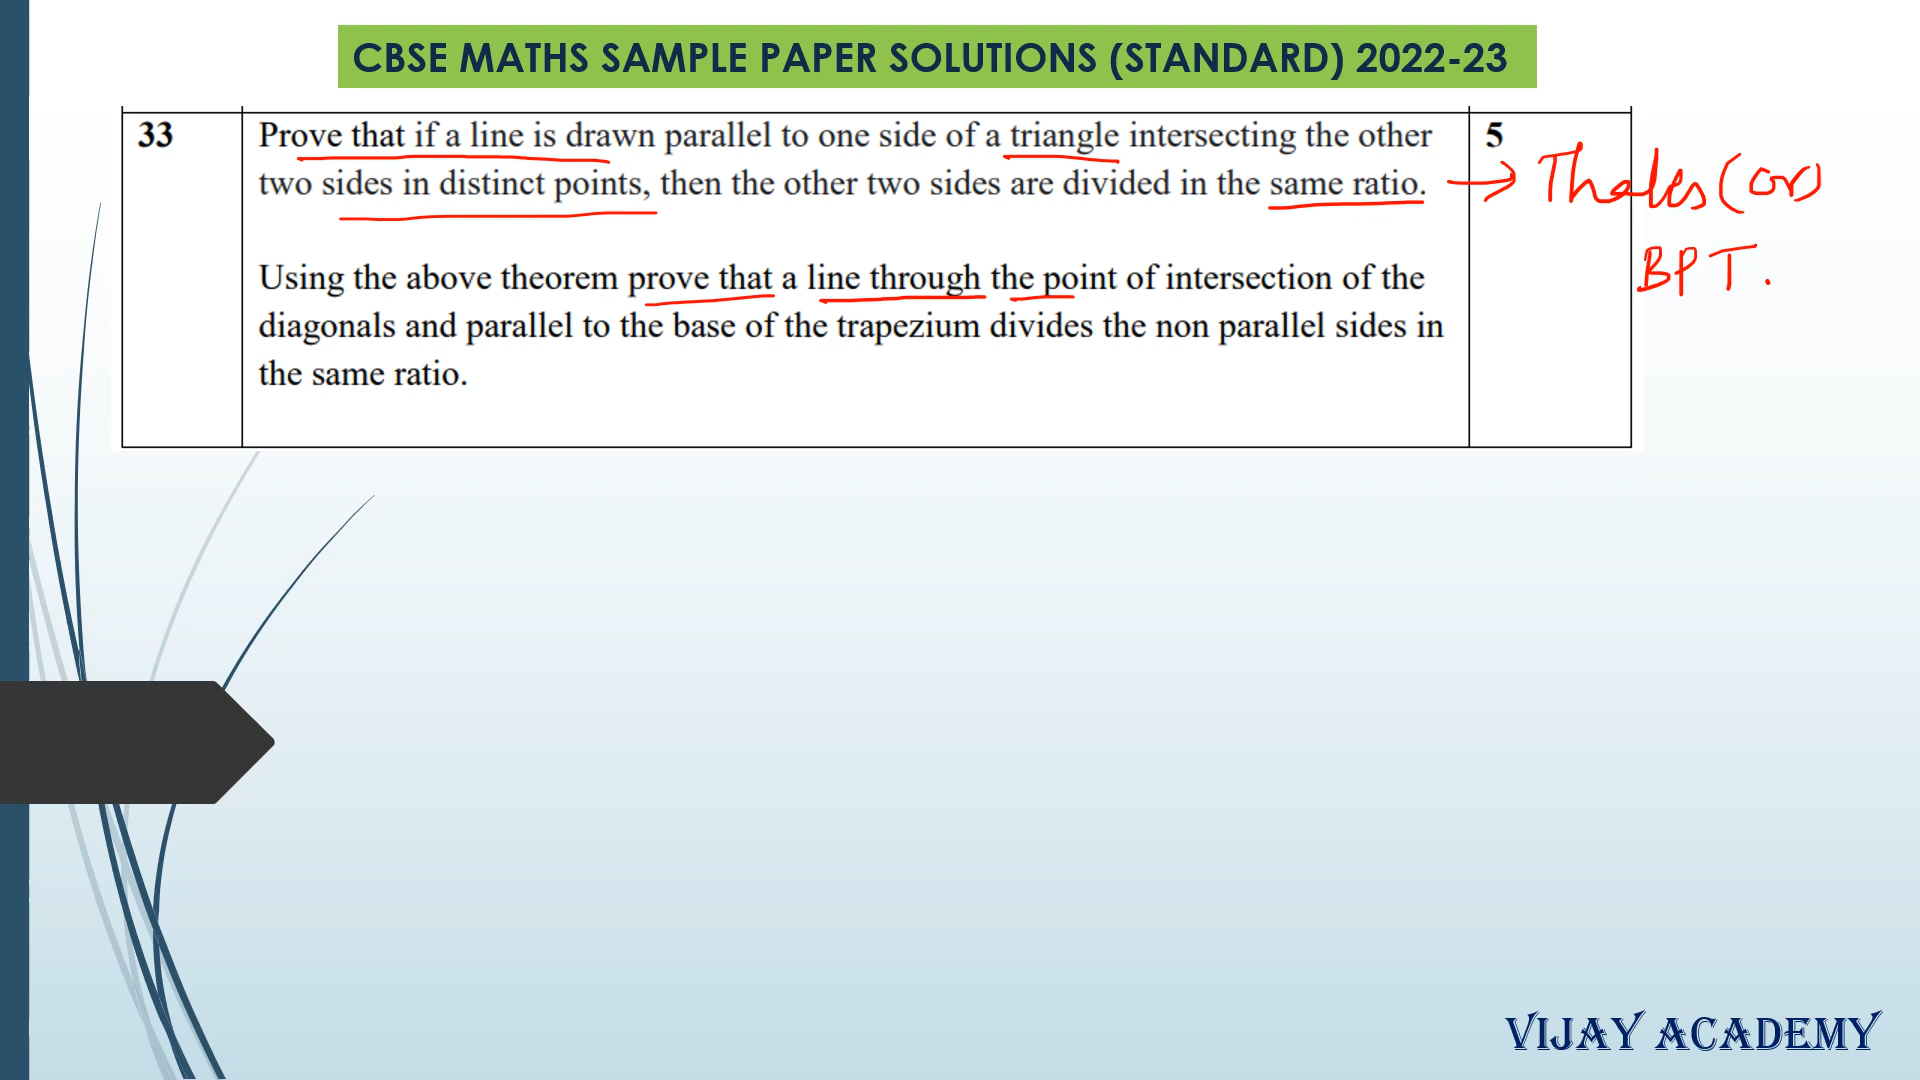 CBSE MATHS SAMPLE PAPER SOLUTIONS (STANDARD) 2022-23
33
Prove that if a line is drawn parallel to one side of a triangle intersecting the other
two sides in distinct points, then the other two sides are divided in the same ratio.
5
Thales (or)
BPT.
Using the above theorem prove that a line through the point of intersection of the
diagonals and parallel to the base of the trapezium divides the non parallel sides in
the same ratio.
VIJAY ACADEMY